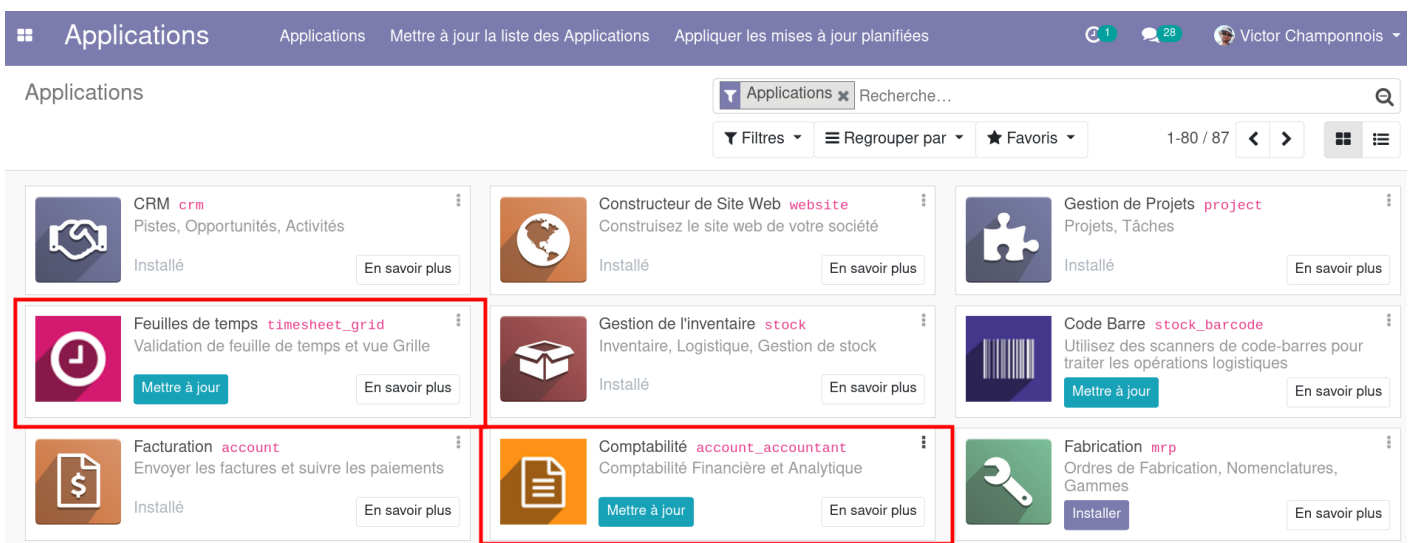 Applications Applications Mettre à jour la liste des Applications Appliquer les mises à jour planifiées 1 28 Victor Champonnois
Applications
Applications Recherche...
Filtres Regrouper par Favoris 1-80 / 87
CRM crm
Pistes, Opportunités, Activités
Installé En savoir plus
Constructeur de Site Web website
Construisez le site web de votre société
Installé En savoir plus
Gestion de Projets project
Projets, Tâches
Installé En savoir plus
Feuilles de temps timesheet_grid
Validation de feuille de temps et vue Grille
Mettre à jour En savoir plus
Gestion de l'inventaire stock
Inventaire, Logistique, Gestion de stock
Installé En savoir plus
Code Barre stock_barcode
Utilisez des scanners de code-barres pour
traiter les opérations logistiques
Mettre à jour En savoir plus
Facturation account
Envoyer les factures et suivre les paiements
Installé En savoir plus
Comptabilité account_accountant
Comptabilité Financière et Analytique
Mettre à jour En savoir plus
Fabrication mrp
Ordres de Fabrication, Nomenclatures,
Gammes
Installer En savoir plus